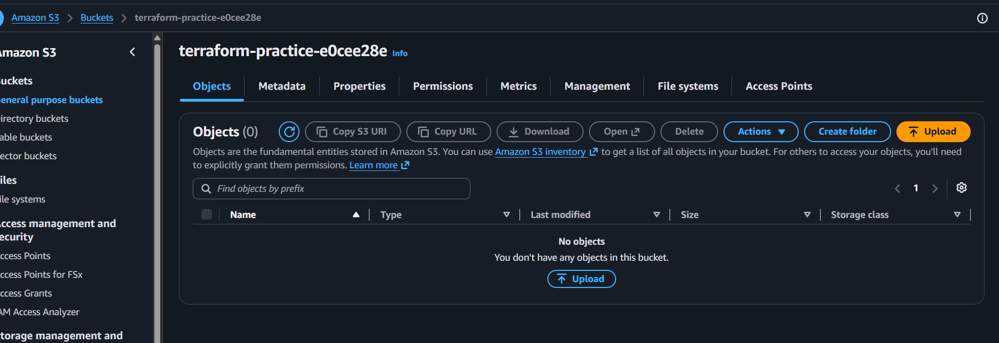 Amazon S3 > Buckets > terraform-practice-e0cee28e
mazon S3
uckets
eneral purpose buckets
irectory buckets
able buckets
ector buckets
iles
ile systems
ccess management and
ecurity
ccess Points
ccess Points for FSx
ccess Grants
AM Access Analyzer
torage management and
terraform-practice-e0cee28e Info
Objects Metadata Properties Permissions Metrics Management File systems Access Points
Objects (0) Copy S3 URI Copy URL Download Open Delete Actions Create folder Upload
Objects are the fundamental entities stored in Amazon S3. You can use Amazon S3 inventory to get a list of all objects in your bucket. For others to access your objects, you'll need
to explicitly grant them permissions. Learn more
Find objects by prefix
1
Name Type Last modified Size Storage class
No objects
You don't have any objects in this bucket.
Upload